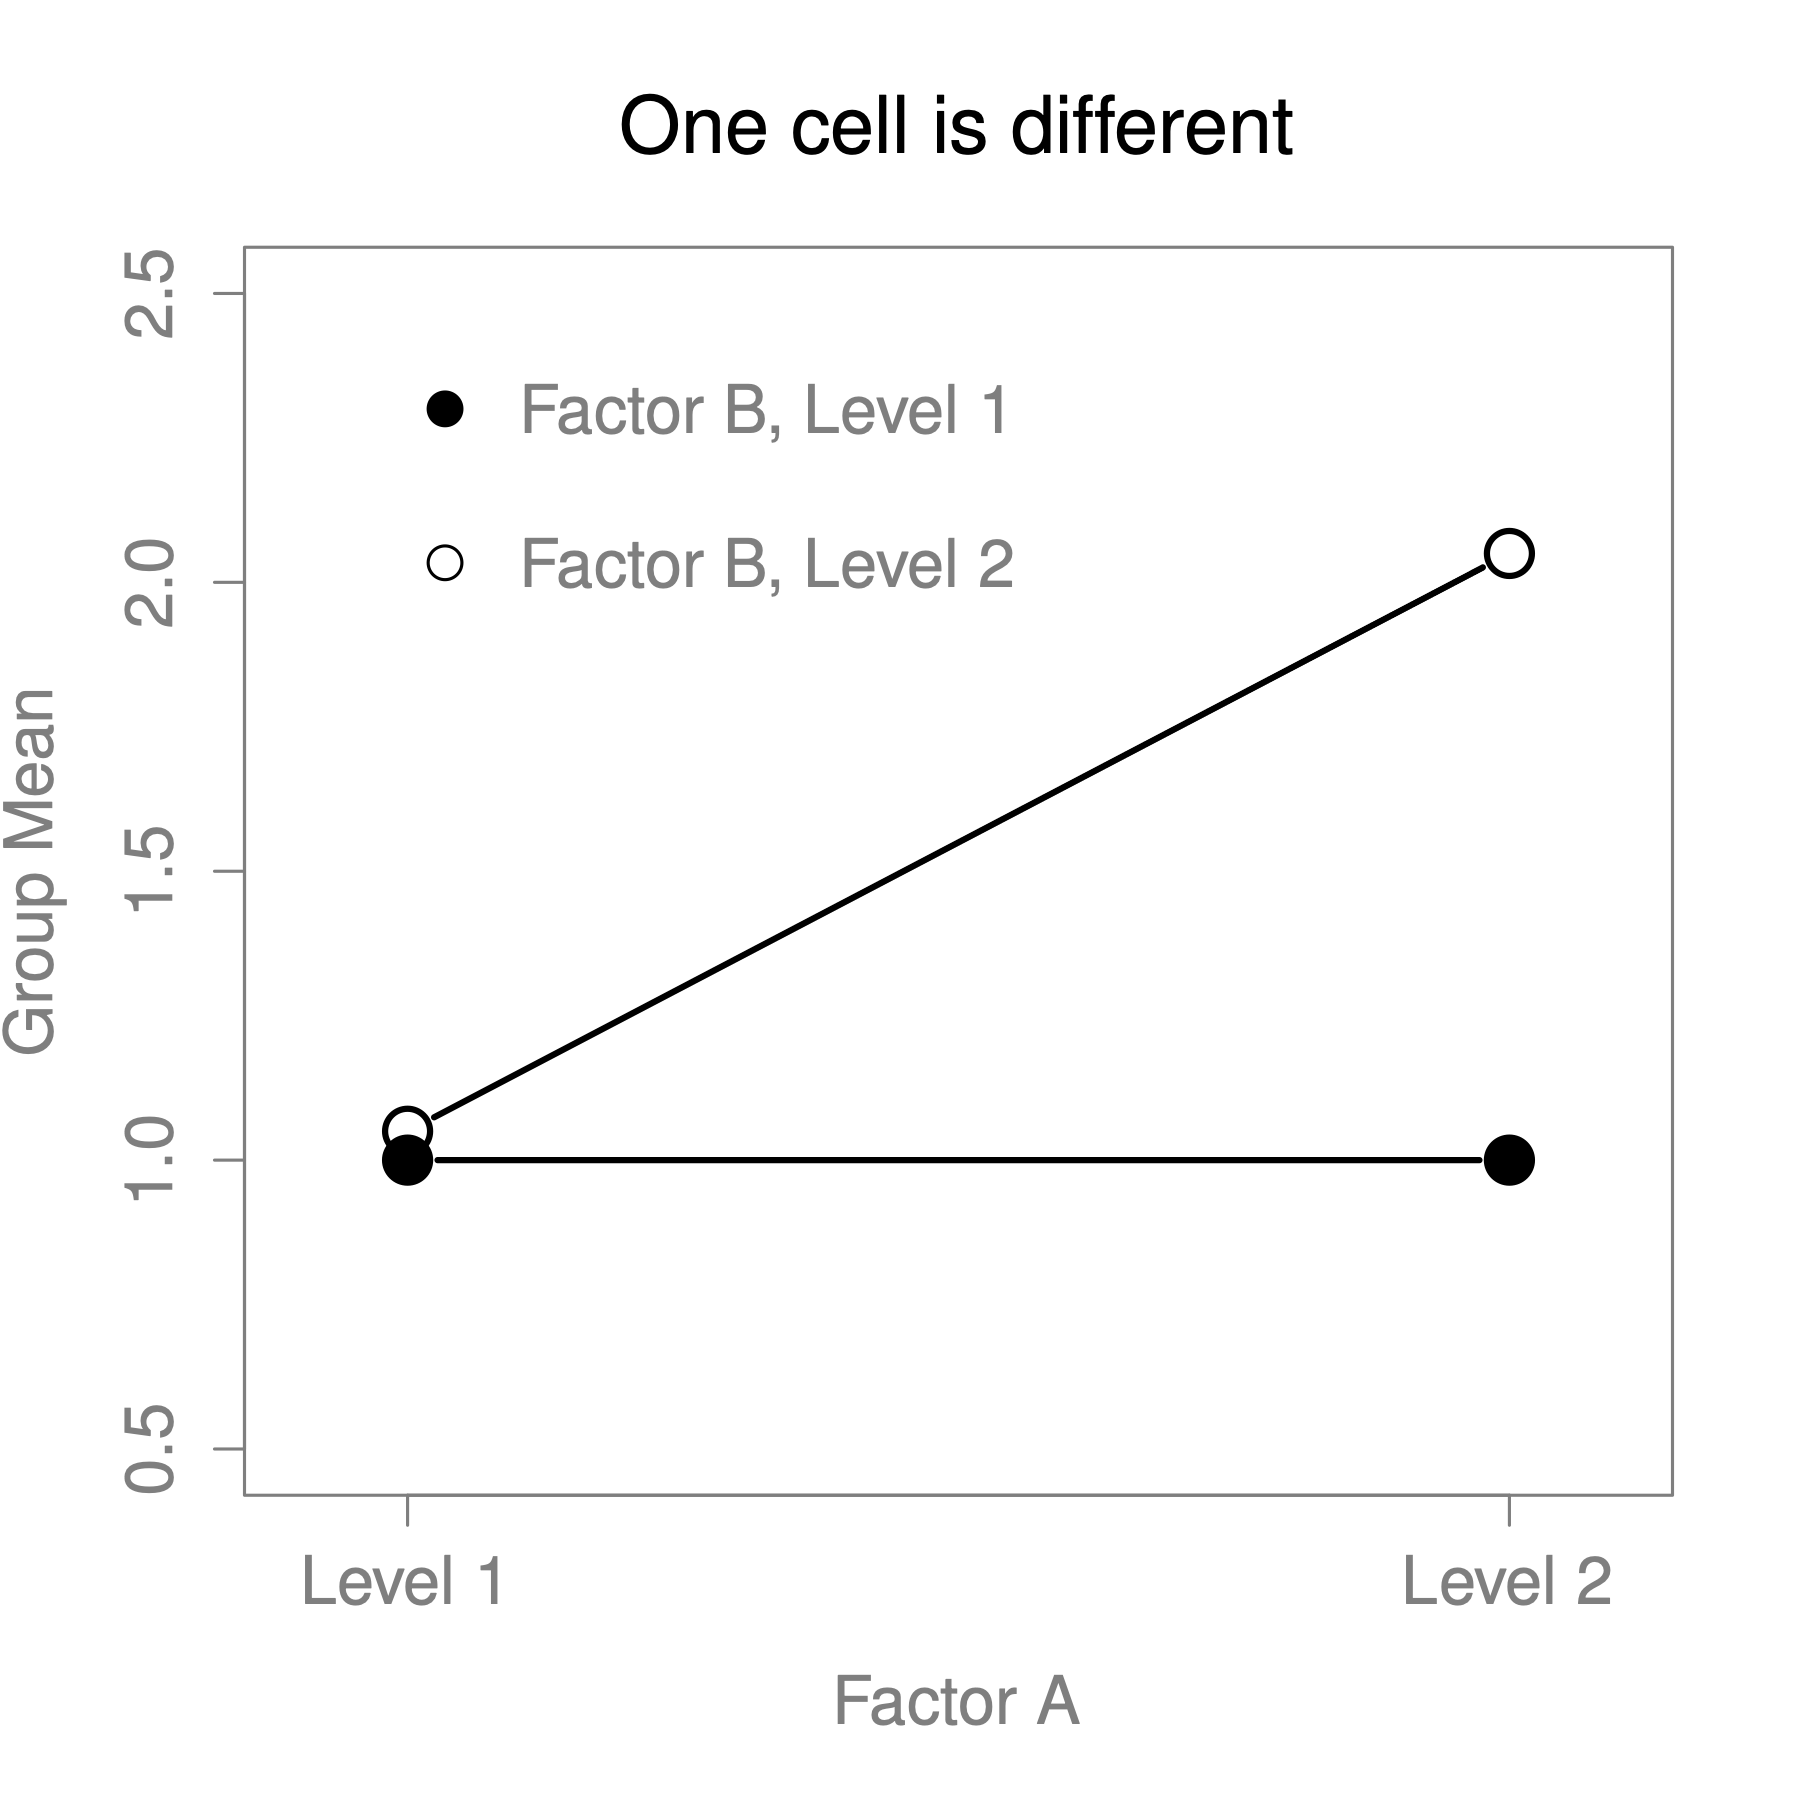 One cell is different
2.5
2.0
1.5
1.0
0.5
Group Mean
Factor B, Level 1
Factor B, Level 2
Level 1
Level 2
Factor A